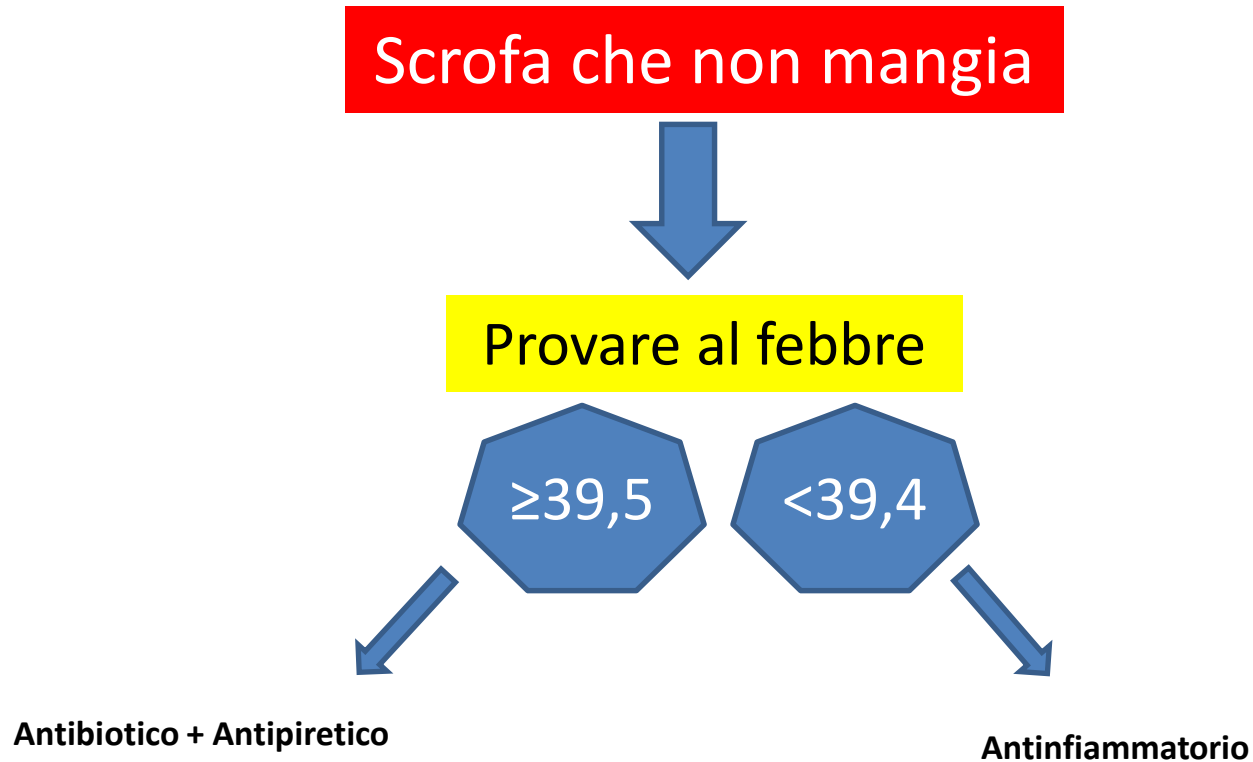 Scrofa che non mangia
Provare al febbre
≥39,5
<39,4
Antibiotico + Antipiretico
Antinfiammatorio